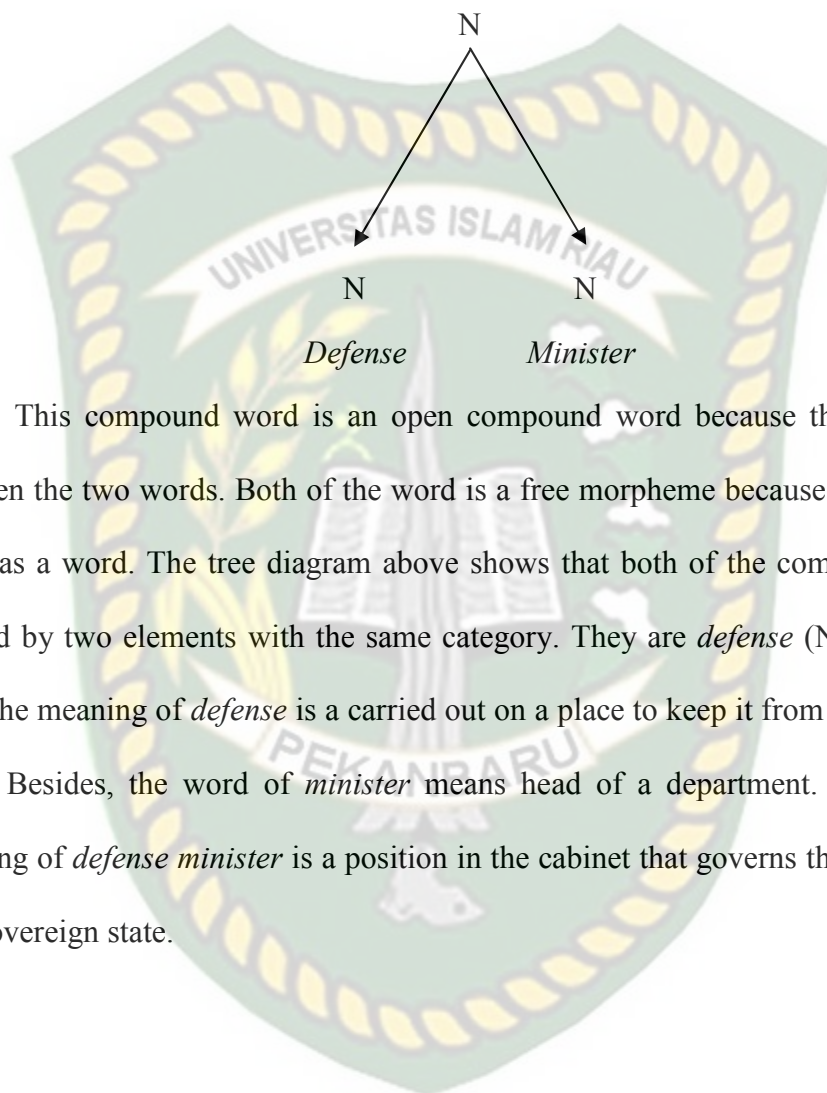 N
UNIVERSITAS ISLAM RIAU
N N
Defense Minister
This compound word is an open compound word because th
en the two words. Both of the word is a free morpheme because
as a word. The tree diagram above shows that both of the com
d by two elements with the same category. They are defense (N
he meaning of defense is a carried out on a place to keep it from
PEKANBARU
Besides, the word of minister means head of a department.
ng of defense minister is a position in the cabinet that governs th
overeign state.